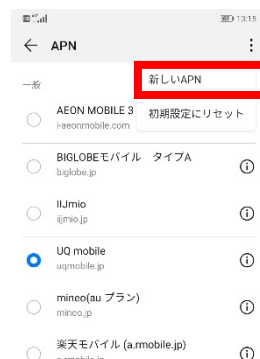 13:15
APN
一般
新しいAPN
初期設定にリセット
AEON MOBILE 3
i-aeonmobile.com
BIGLOBEモバイル タイプA
biglobe.jp
IIJmio
iijmio.jp
UQ mobile
uqmobile.jp
mineo(au プラン)
mineo.jp
楽天モバイル (a.rmobile.jp)